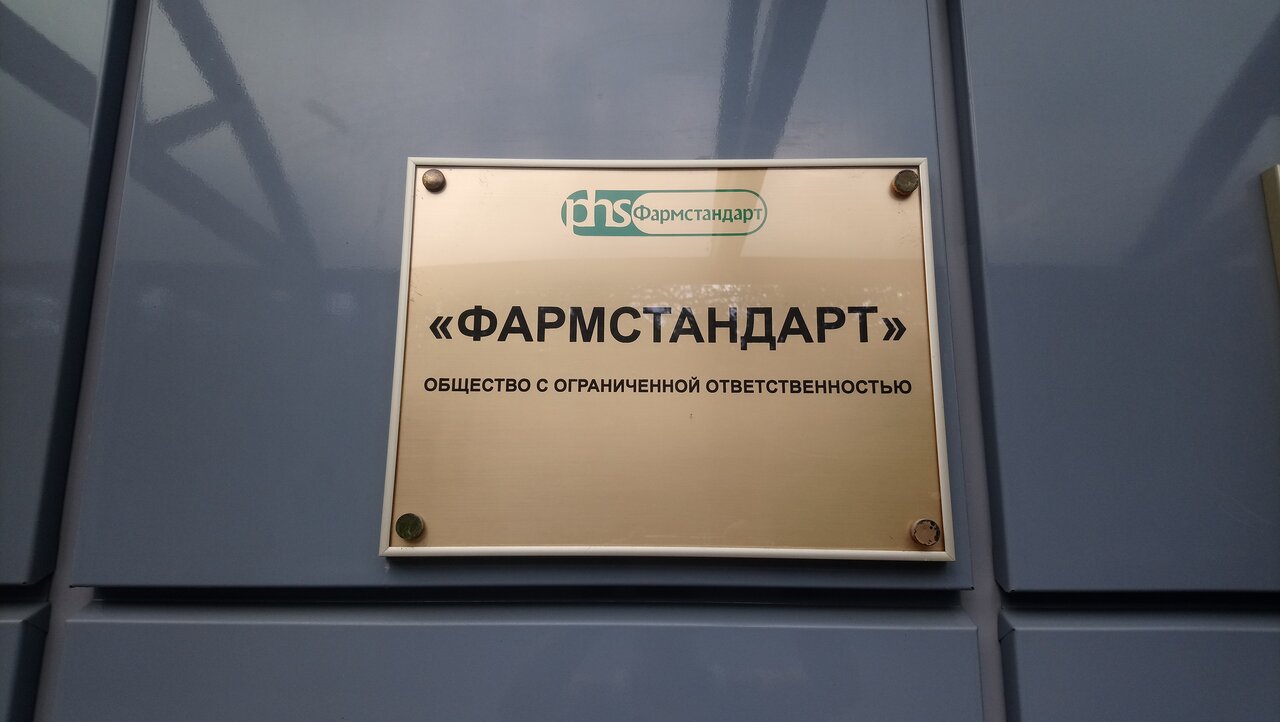 phs Фармстандарт
«ФАРМСТАНДАРТ»
ОБЩЕСТВО С ОГРАНИЧЕННОЙ ОТВЕТСТВЕННОСТЬЮ